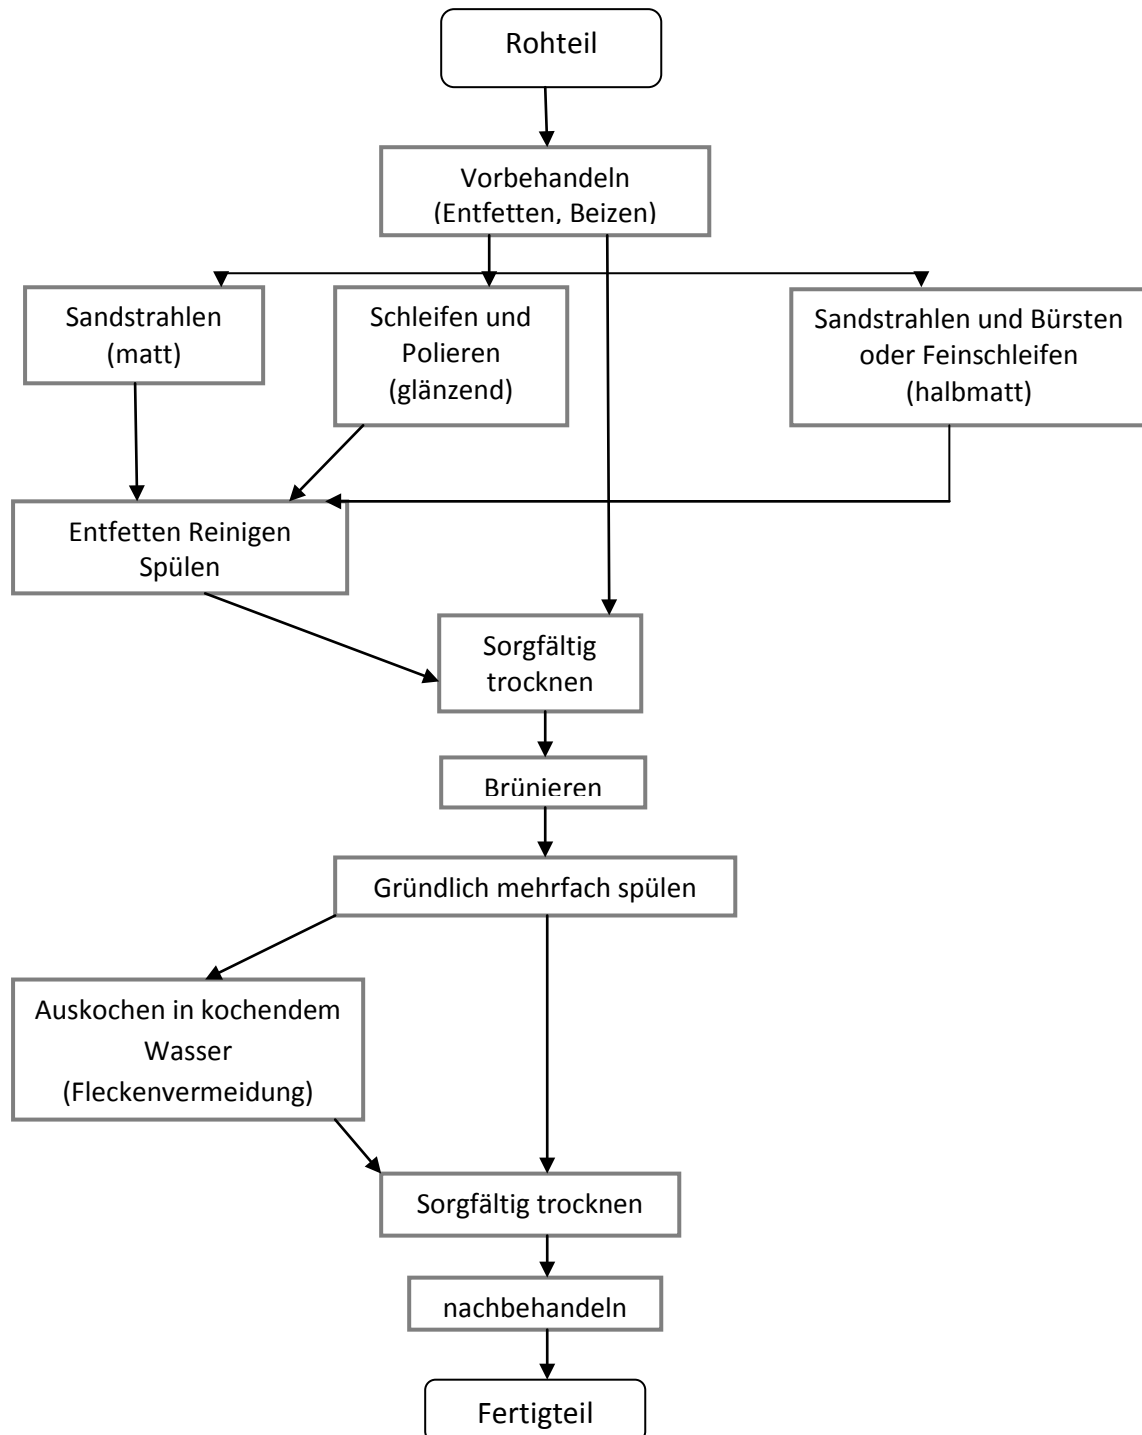 Rohteil
Vorbehandeln
(Entfetten, Beizen)
Sandstrahlen
(matt)
Schleifen und
Polieren
(glänzend)
Sandstrahlen und Bürsten
oder Feinschleifen
(halbmatt)
Entfetten Reinigen
Spülen
Sorgfältig
trocknen
Brünieren
Gründlich mehrfach spülen
Auskochen in kochendem
Wasser
(Fleckenvermeidung)
Sorgfältig trocknen
nachbehandeln
Fertigteil